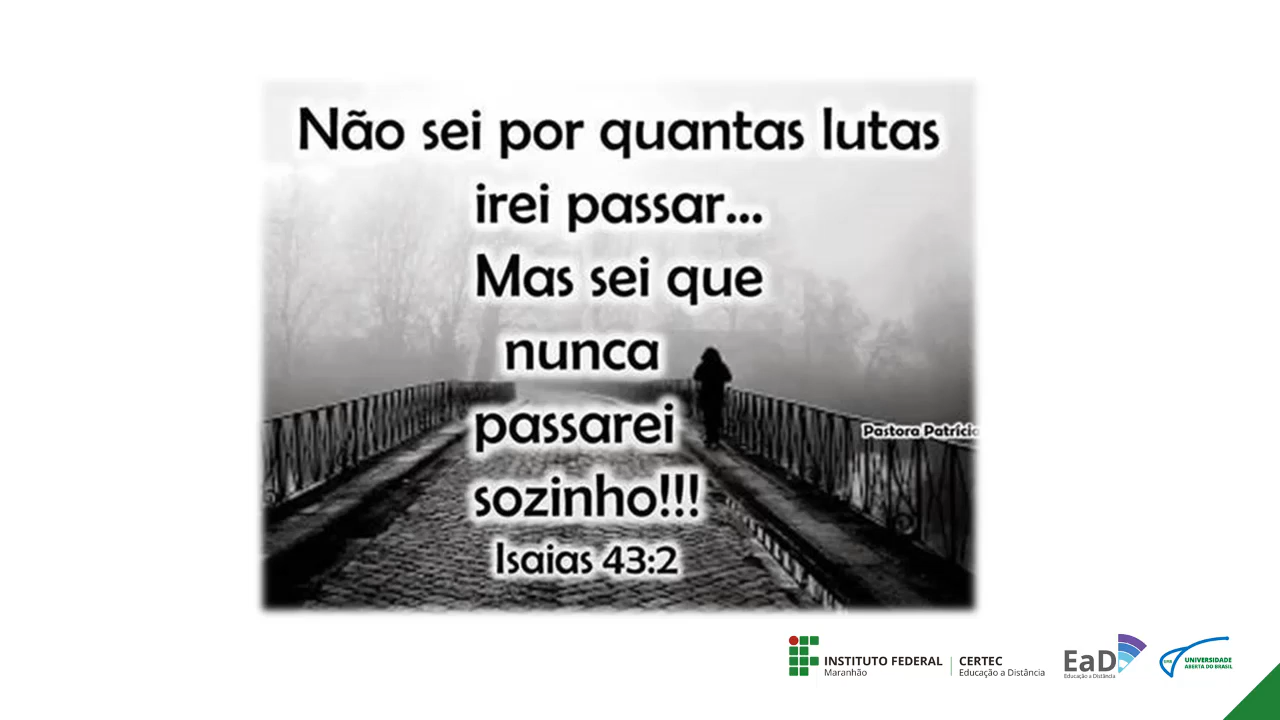 Não sei por quantas lutas
irei passar...
Mas sei que
nunca
passarei
sozinho!!!
Isaias 43:2
Pastora Patrícia
INSTITUTO FEDERAL
Maranhão
CERTEC
Educação a Distância
EaD
Educação a Distância
UAB
UNIVERSIDADE
ABERTA DO BRASIL